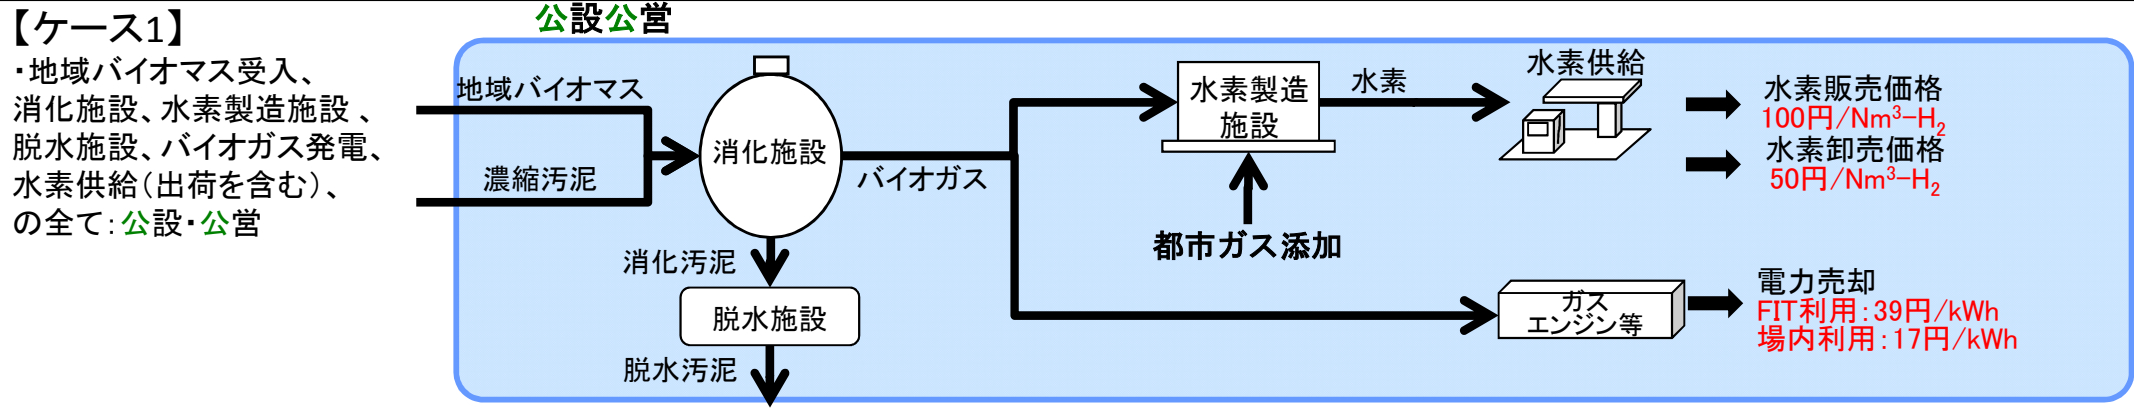 【ケース1】
・地域バイオマス受入、
消化施設、水素製造施設 、
脱水施設、バイオガス発電、
水素供給(出荷を含む)、
の全て:公設・公営
公設公営
地域バイオマス
濃縮汚泥
消化施設
バイオガス
消化汚泥
脱水施設
脱水汚泥
水素製造
施設
都市ガス添加
水素
水素供給
水素販売価格
100円/Nm³-H₂
水素卸売価格
50円/Nm³-H₂
ガス
エンジン等
電力売却
FIT利用:39円/kWh
場内利用:17円/kWh